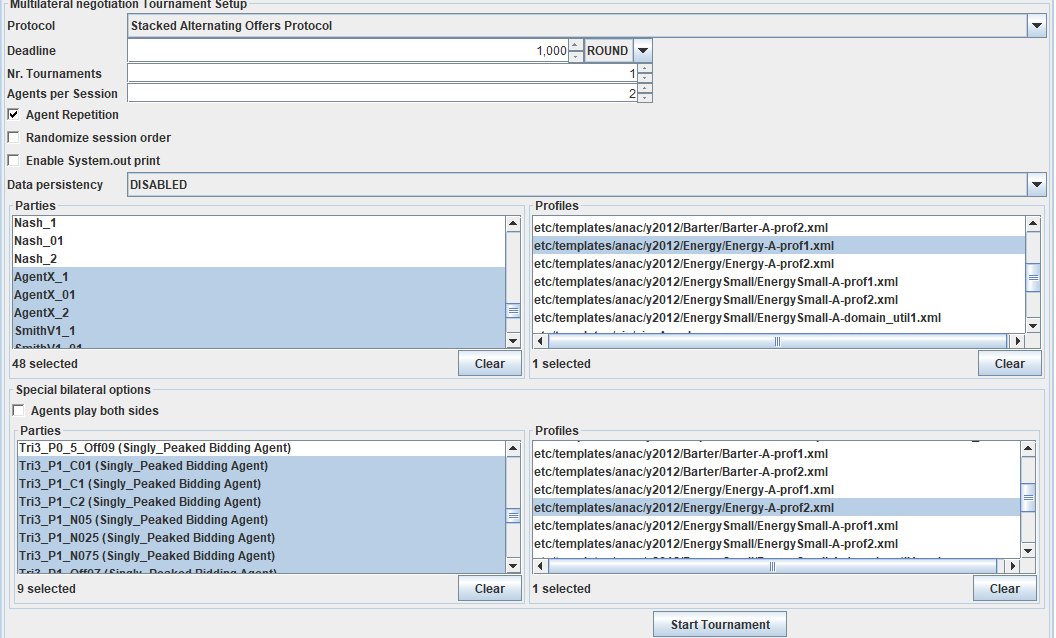 Multilateral negotiation Tournament Setup
Protocol
Stacked Alternating Offers Protocol
Deadline
1,000
ROUND
Nr. Tournaments
1
Agents per Session
2
Agent Repetition
Randomize session order
Enable System.out print
Data persistency
DISABLED
Parties
Nash_1
Nash_01
Nash_2
AgentX_1
AgentX_01
AgentX_2
SmithV1_1
SmithV1_01
48 selected
Clear
Profiles
etc/templates/anac/y2012/Barter/Barter-A-prof2.xml
etc/templates/anac/y2012/Energy/Energy-A-prof1.xml
etc/templates/anac/y2012/Energy/Energy-A-prof2.xml
etc/templates/anac/y2012/EnergySmall/EnergySmall-A-prof1.xml
etc/templates/anac/y2012/EnergySmall/EnergySmall-A-prof2.xml
etc/templates/anac/y2012/EnergySmall/EnergySmall-A-domain_util1.xml
1 selected
Clear
Special bilateral options
Agents play both sides
Parties
Tri3_P0_5_Off09 (Singly_Peaked Bidding Agent)
Tri3_P1_C01 (Singly_Peaked Bidding Agent)
Tri3_P1_C1 (Singly_Peaked Bidding Agent)
Tri3_P1_C2 (Singly_Peaked Bidding Agent)
Tri3_P1_N05 (Singly_Peaked Bidding Agent)
Tri3_P1_N025 (Singly_Peaked Bidding Agent)
Tri3_P1_N075 (Singly_Peaked Bidding Agent)
Tri3_P1_Off07 (Singly_Peaked Bidding Agent)
9 selected
Clear
Profiles
etc/templates/anac/y2012/Barter/Barter-A-prof1.xml
etc/templates/anac/y2012/Barter/Barter-A-prof2.xml
etc/templates/anac/y2012/Energy/Energy-A-prof1.xml
etc/templates/anac/y2012/Energy/Energy-A-prof2.xml
etc/templates/anac/y2012/EnergySmall/EnergySmall-A-prof1.xml
etc/templates/anac/y2012/EnergySmall/EnergySmall-A-prof2.xml
1 selected
Clear
Start Tournament